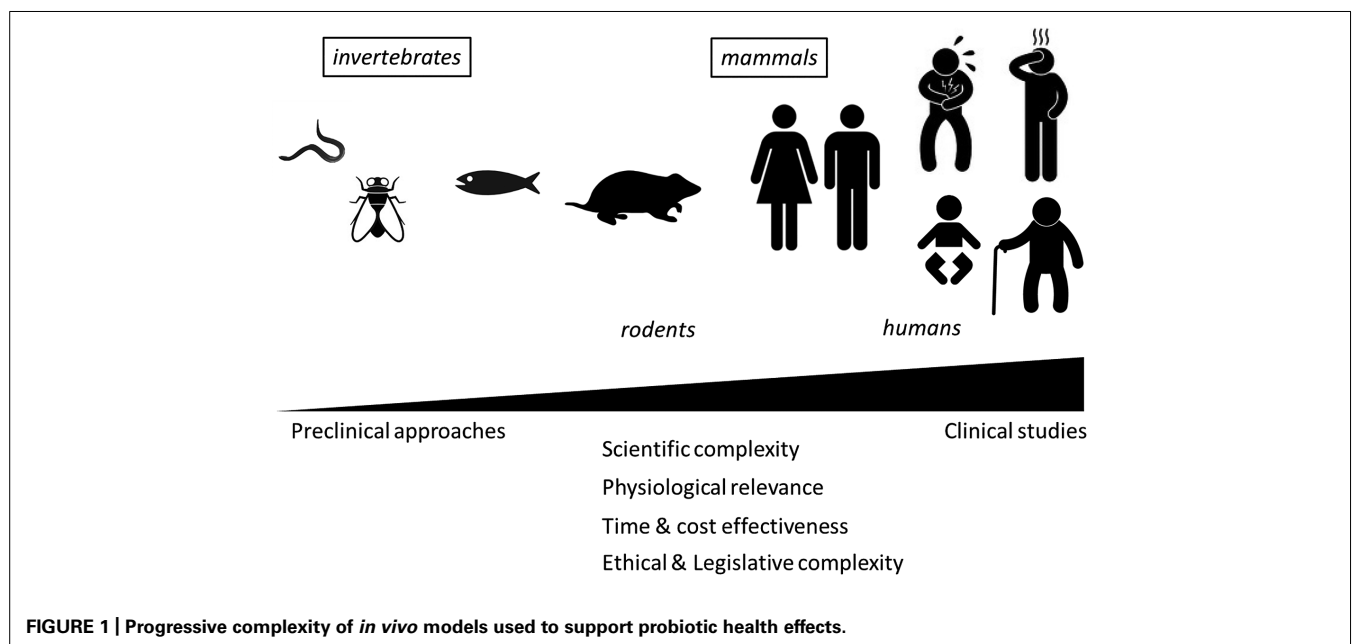 invertebrates
mammals
rodents
humans
Preclinical approaches
Clinical studies
Scientific complexity
Physiological relevance
Time & cost effectiveness
Ethical & Legislative complexity
FIGURE 1 | Progressive complexity of in vivo models used to support probiotic health effects.